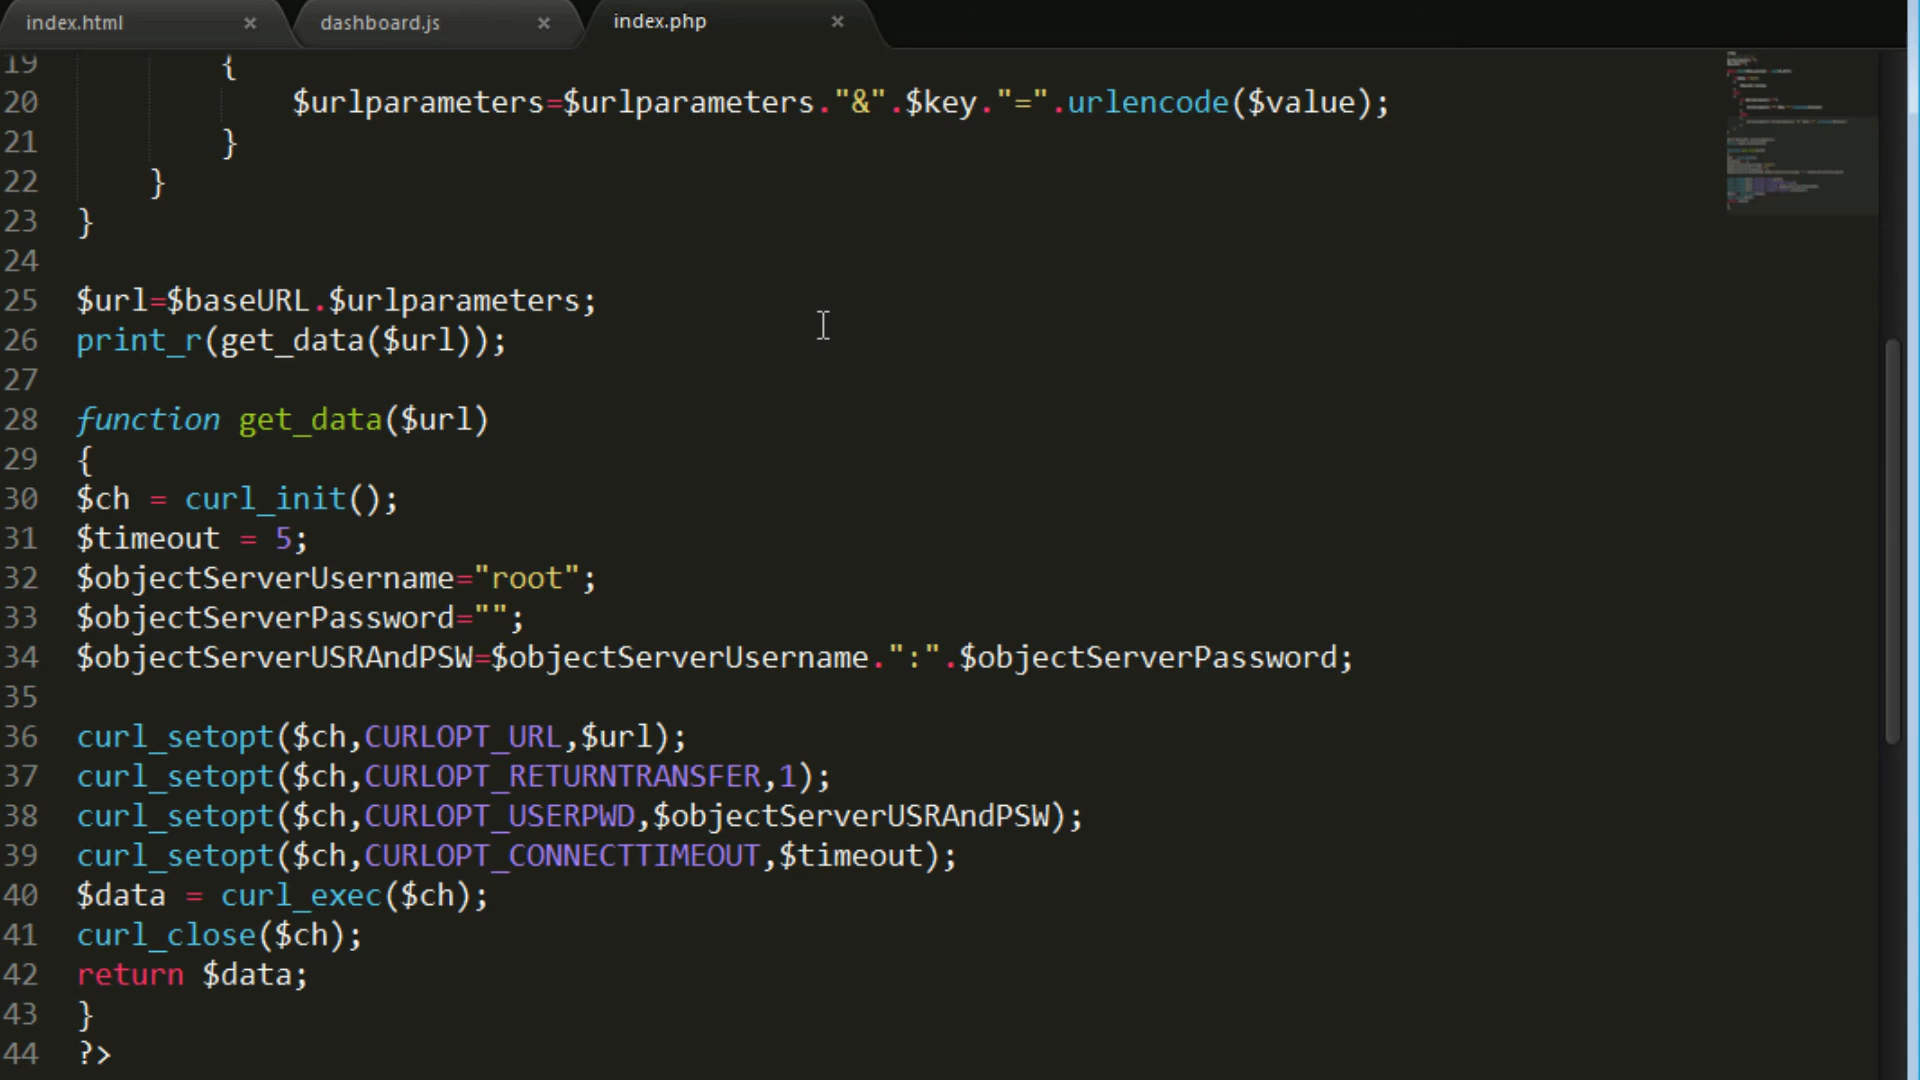 index.html × dashboard.js × index.php ×
19 {
20 $urlparameters=$urlparameters."&".$key."=".urlencode($value);
21 }
22 }
23 }
24
25 $url=$baseURL.$urlparameters;
26 print_r(get_data($url));
27
28 function get_data($url)
29 {
30 $ch = curl_init();
31 $timeout = 5;
32 $objectServerUsername="root";
33 $objectServerPassword="";
34 $objectServerUSRAndPSW=$objectServerUsername.":".$objectServerPassword;
35
36 curl_setopt($ch,CURLOPT_URL,$url);
37 curl_setopt($ch,CURLOPT_RETURNTRANSFER,1);
38 curl_setopt($ch,CURLOPT_USERPWD,$objectServerUSRAndPSW);
39 curl_setopt($ch,CURLOPT_CONNECTTIMEOUT,$timeout);
40 $data = curl_exec($ch);
41 curl_close($ch);
42 return $data;
43 }
44 ?>